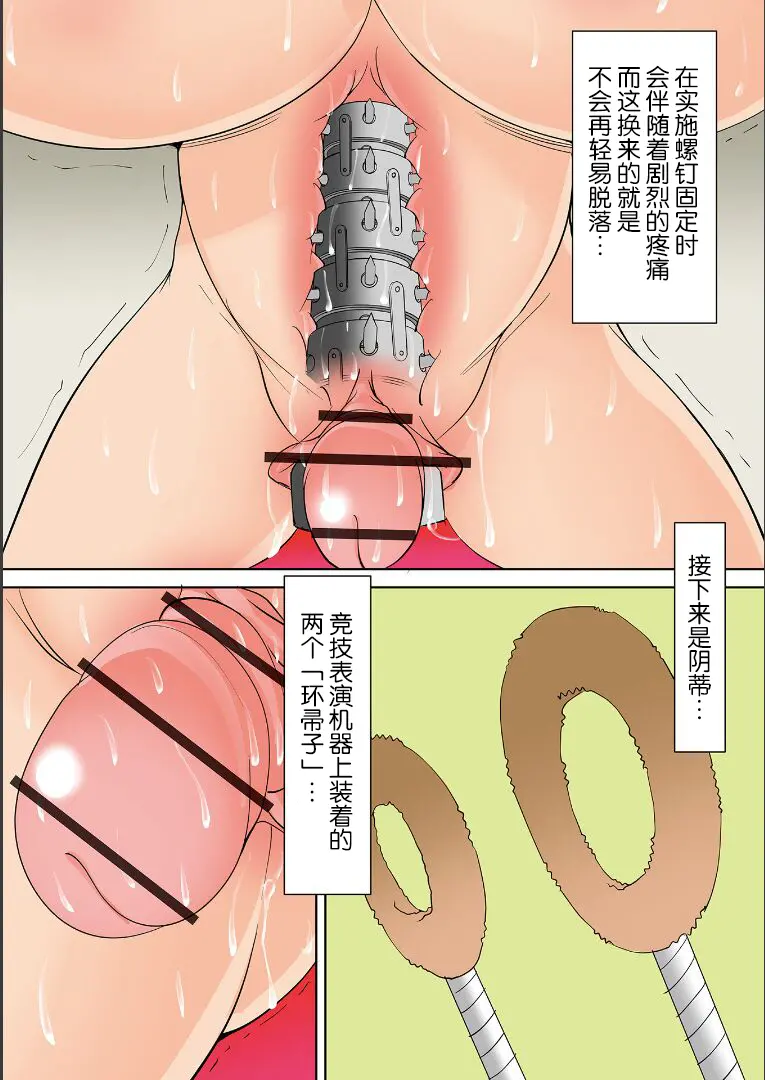 在实施螺钉固定时
会伴随着剧烈的疼痛
而这换来的就是
不会再轻易脱落…
接下来是阴蒂…
竞技表演机器上装着的
两个「环帚子」…